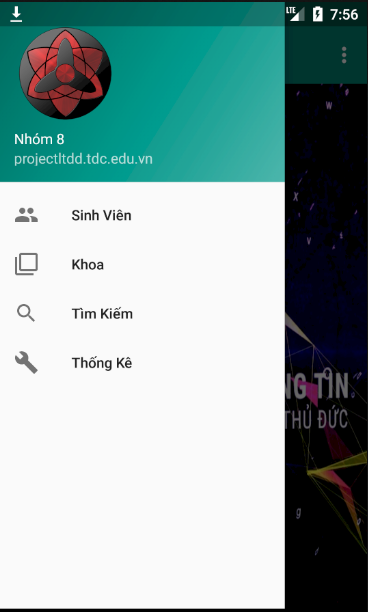 LTE 7:56
Nhóm 8
projectltdd.tdc.edu.vn
Sinh Viên
Khoa
Tìm Kiếm
Thống Kê
NG TIN
THỦ ĐỨC